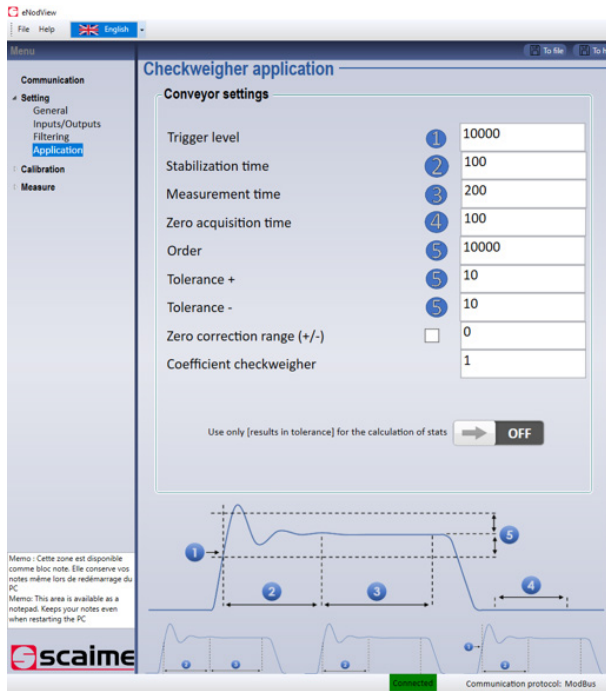 eNodView
File Help English
Menu
To file
Communication
Setting
General
Inputs/Outputs
Filtering
Application
Calibration
Measure
Checkweigher application
Conveyor settings
Trigger level 1 10000
Stabilization time 2 100
Measurement time 3 200
Zero acquisition time 4 100
Order 5 10000
Tolerance + 5 10
Tolerance - 5 10
Zero correction range (+/-) 0
Coefficient checkweigher 1
Use only [results in tolerance] for the calculation of stats OFF
1
5
2
3
4
Memo : Cette zone est disponible
comme bloc note. Elle conserve vos
notes même lors de redémarrage du
PC
Memo: This area is available as a
notepad. Keeps your notes even
when restarting the PC
scaime
Connected Communication protocol: ModBus